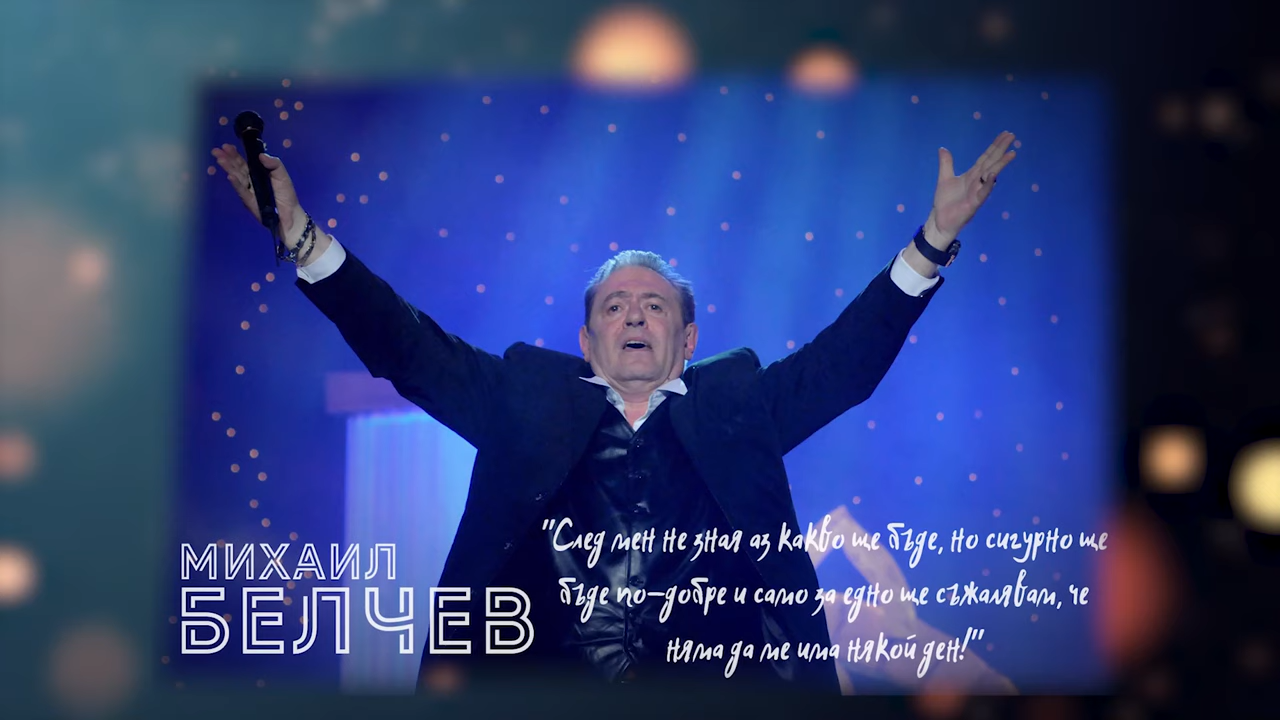 МИХАИЛ
БЕЛЧЕВ
"След мен не зная аз какво ще бъде, но сигурно ще
бъде по-добре и само за едно ще съжалявам, че
няма да ме има някой ден!"